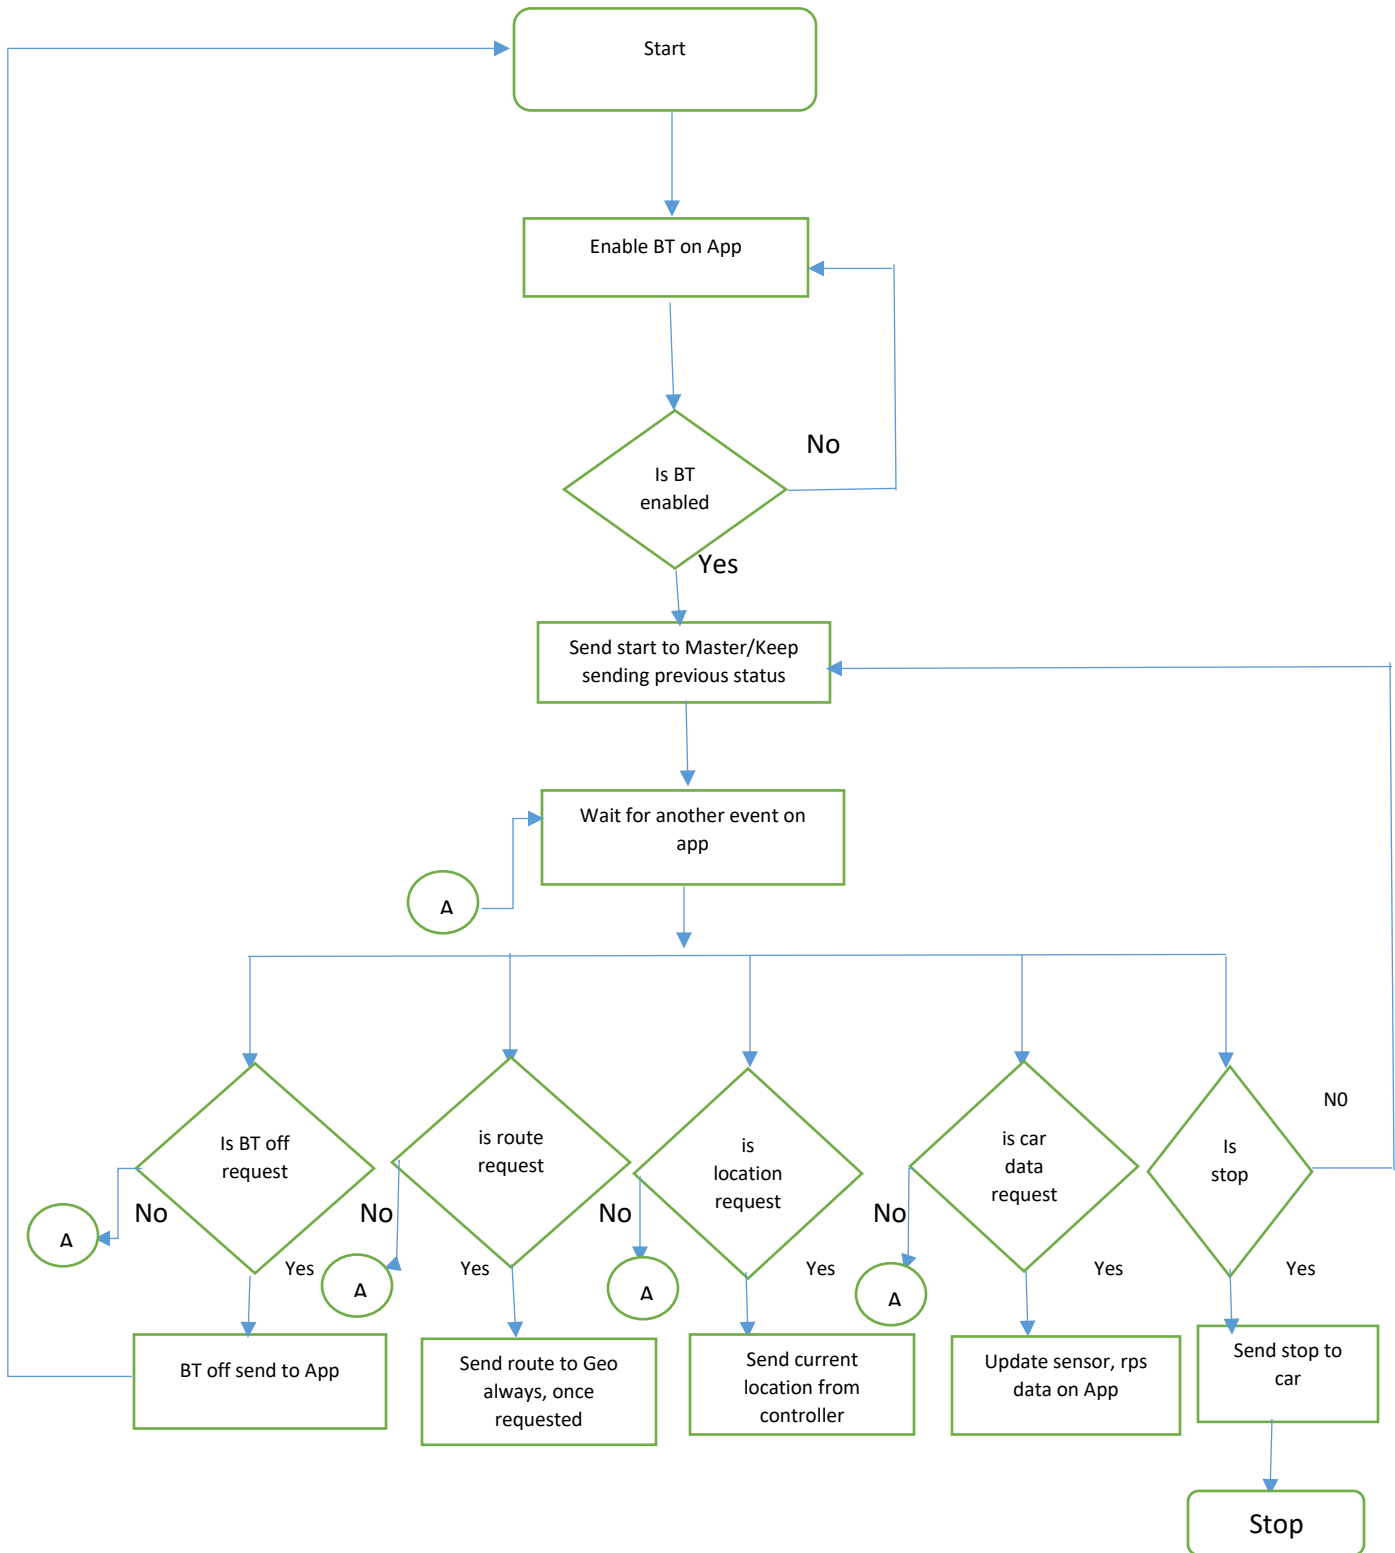 Start
Enable BT on App
No
Is BT
enabled
Yes
Send start to Master/Keep
sending previous status
Wait for another event on
app
A
Is BT off
request
is route
request
is
location
request
is car
data
request
Is
stop
N0
No
No
No
No
A
A
A
A
Yes
Yes
Yes
Yes
Yes
BT off send to App
Send route to Geo
always, once
requested
Send current
location from
controller
Update sensor, rps
data on App
Send stop to
car
Stop